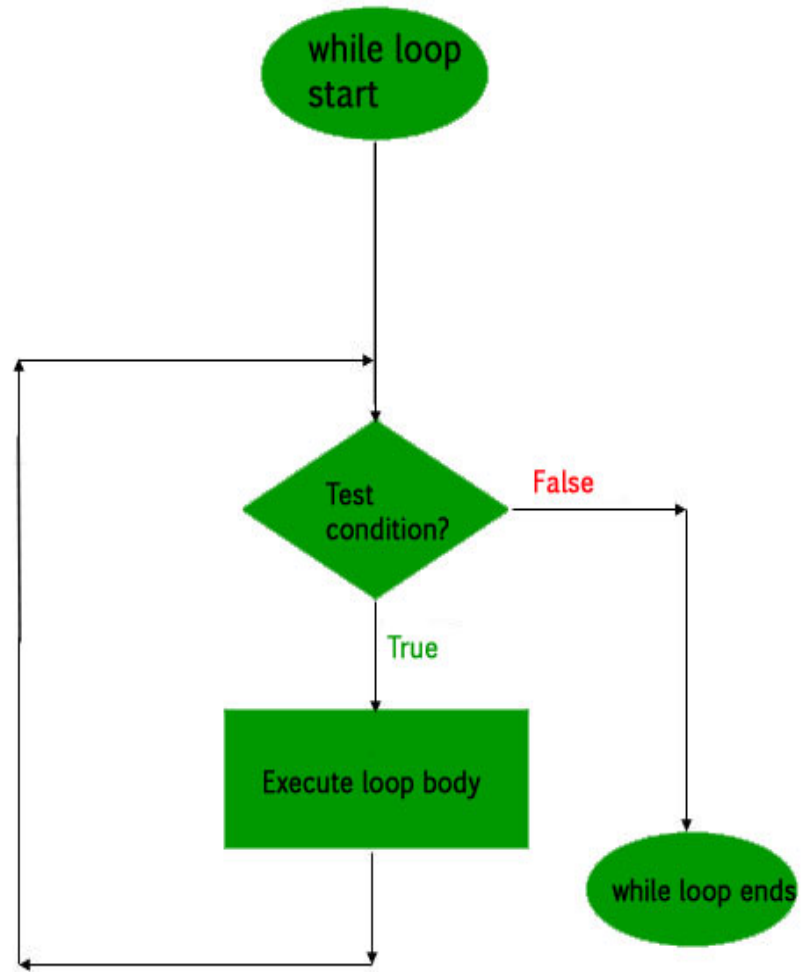 while loop
start
Test
condition?
False
True
Execute loop body
while loop ends